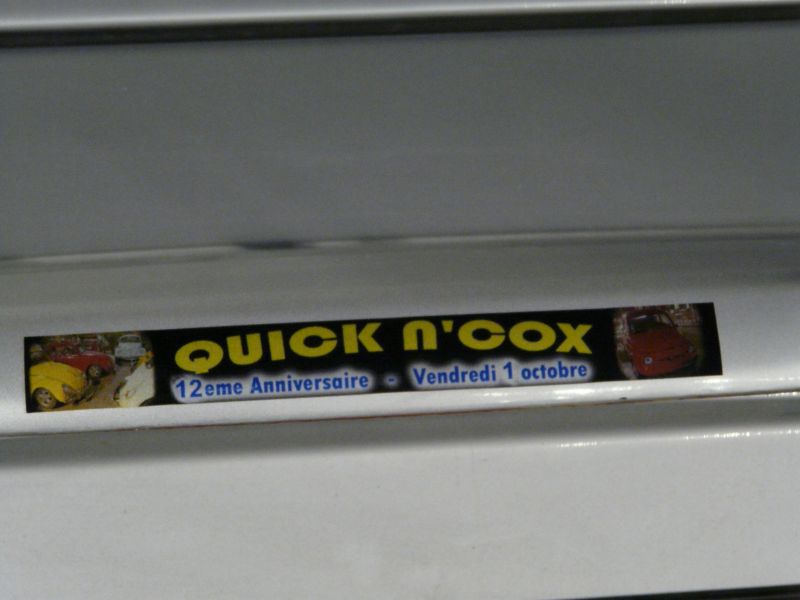 QUICK N'COX
12eme Anniversaire - Vendredi 1 octobre